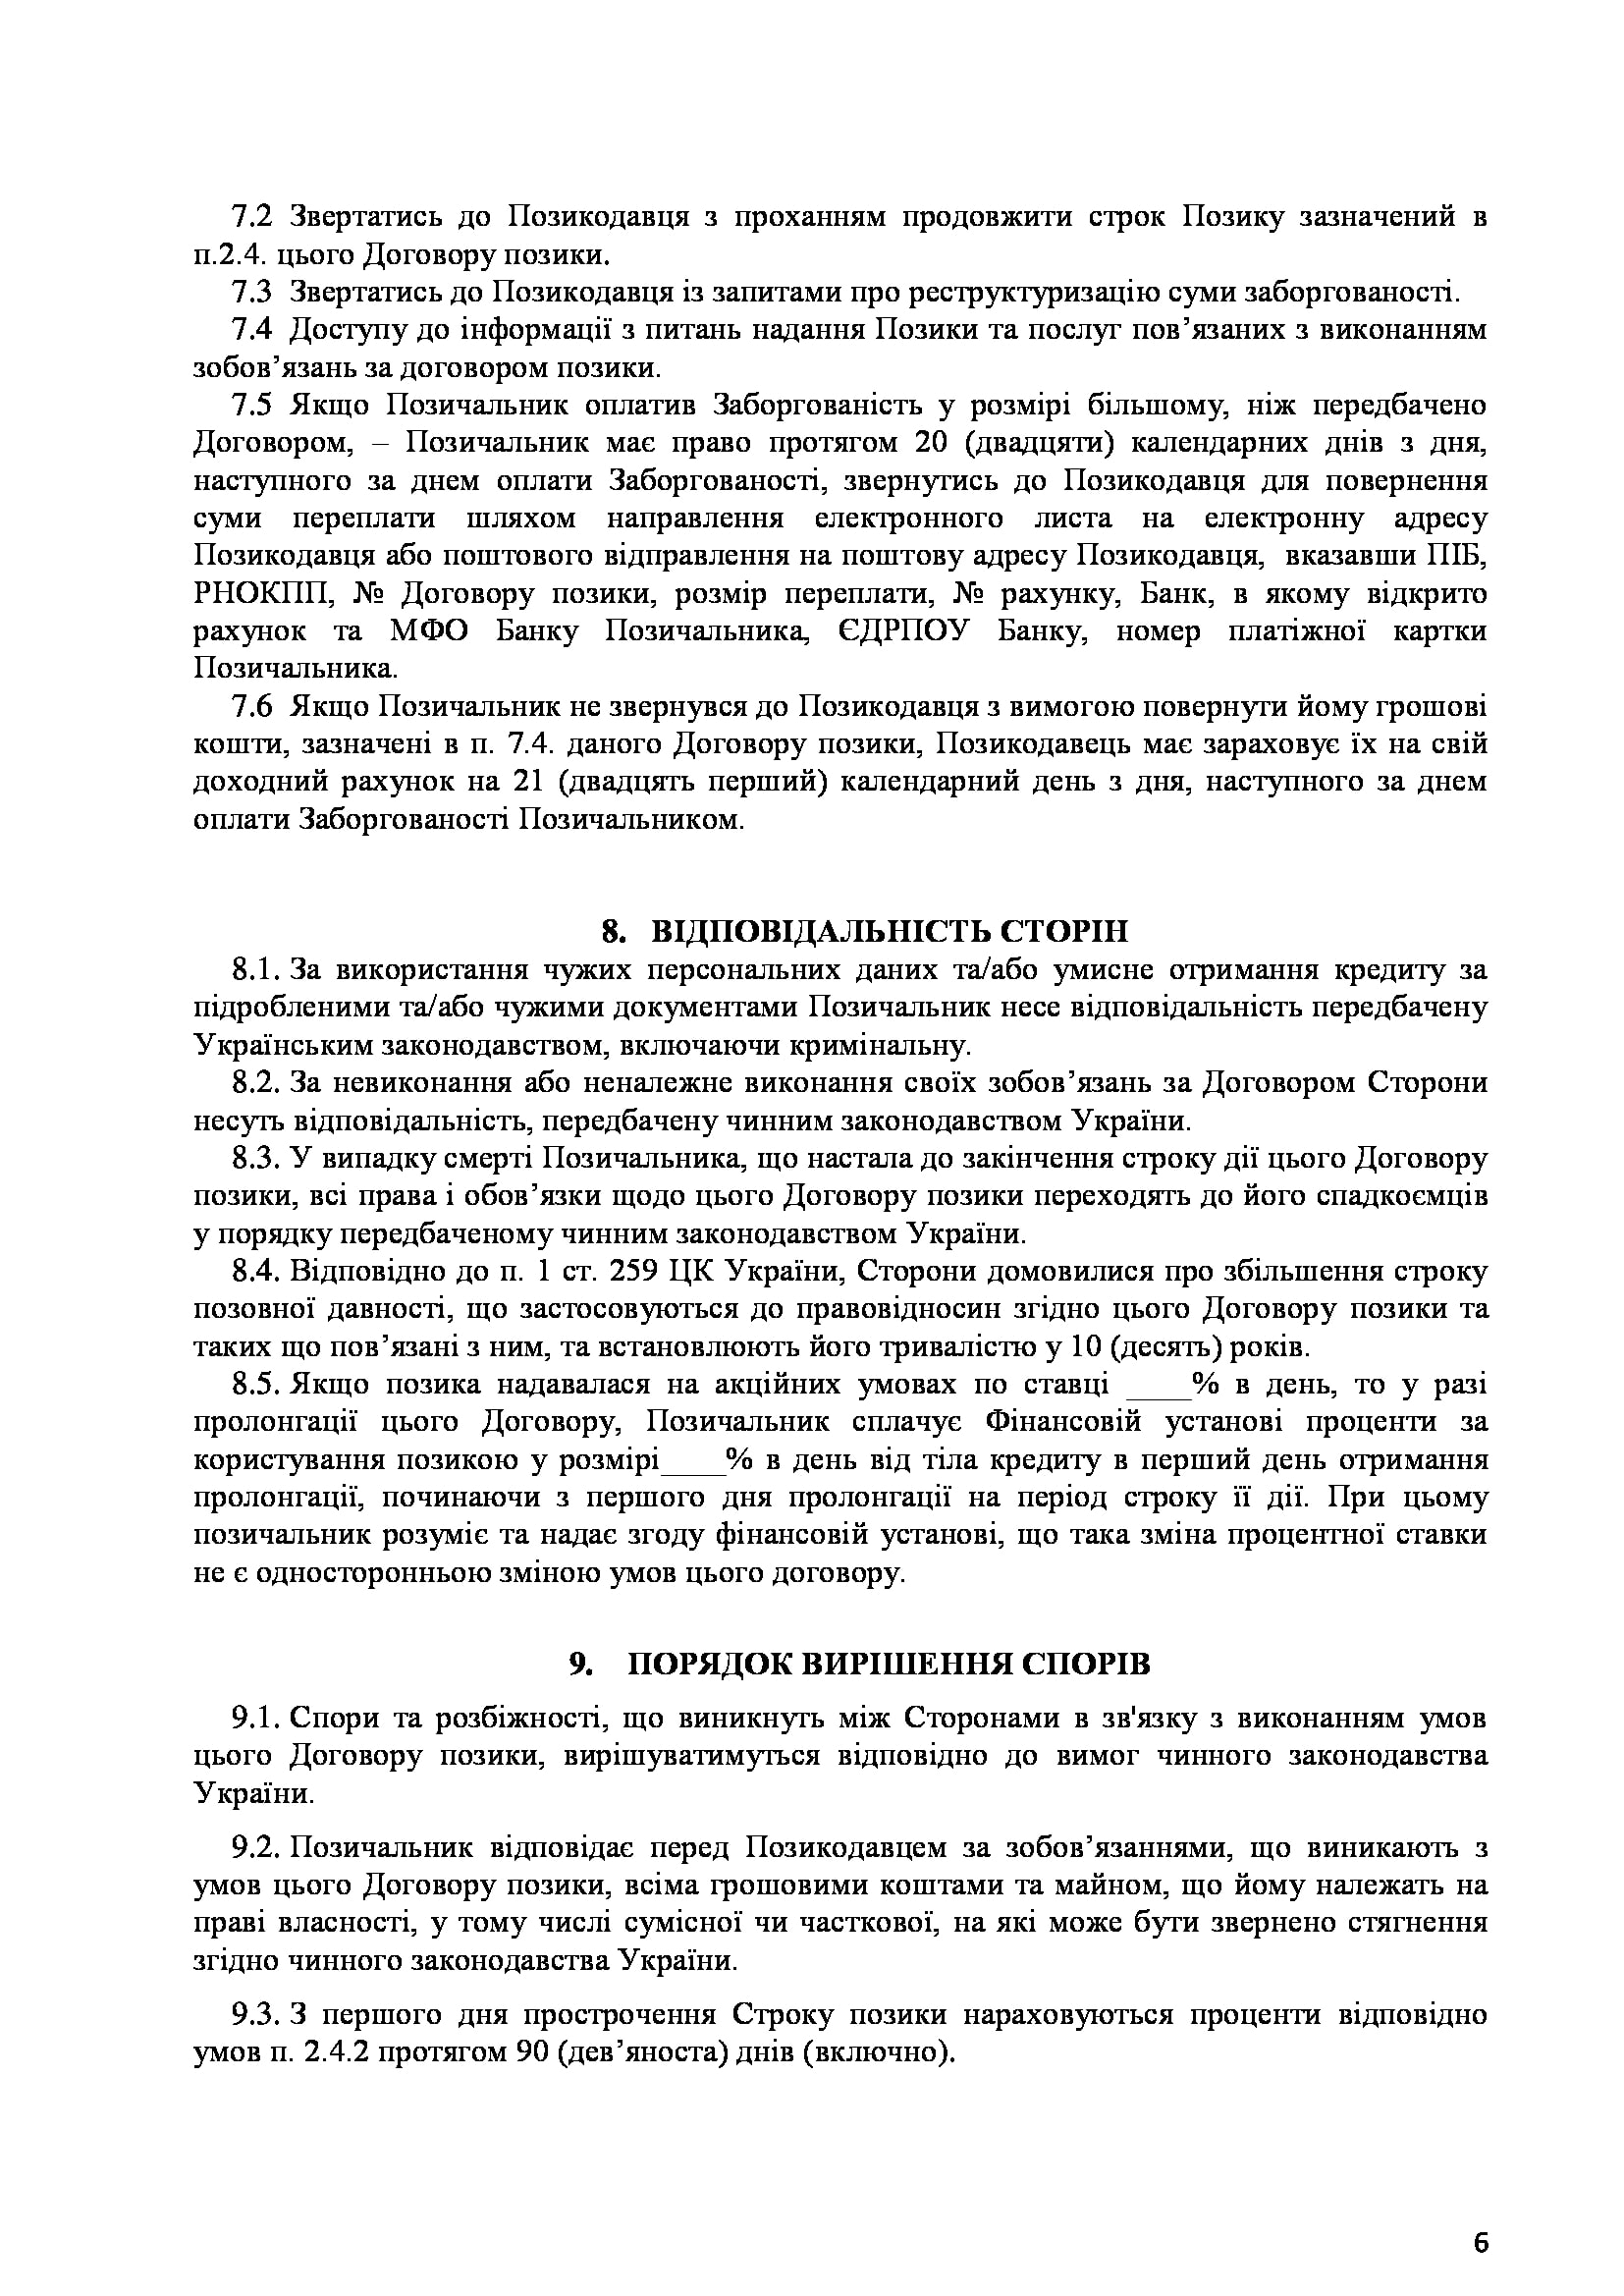 7.2 Звертатись до Позикодавця з проханням продовжити строк Позику зазначений в
п.2.4. цього Договору позики.
7.3 Звертатись до Позикодавця із запитами про реструктуризацію суми заборгованості.
7.4 Доступу до інформації з питань надання Позики та послуг пов’язаних з виконанням
зобов’язань за договором позики.
7.5 Якщо Позичальник оплатив Заборгованість у розмірі більшому, ніж передбачено
Договором, – Позичальник має право протягом 20 (двадцяти) календарних днів з дня,
наступного за днем оплати Заборгованості, звернутись до Позикодавця для повернення
суми переплати шляхом направлення електронного листа на електронну адресу
Позикодавця або поштового відправлення на поштову адресу Позикодавця, вказавши ПІБ,
РНОКПП, № Договору позики, розмір переплати, № рахунку, Банк, в якому відкрито
рахунок та МФО Банку Позичальника, ЄДРПОУ Банку, номер платіжної картки
Позичальника.
7.6 Якщо Позичальник не звернувся до Позикодавця з вимогою повернути йому грошові
кошти, зазначені в п. 7.4. даного Договору позики, Позикодавець має зараховує їх на свій
доходний рахунок на 21 (двадцять перший) календарний день з дня, наступного за днем
оплати Заборгованості Позичальником.
8. ВІДПОВІДАЛЬНІСТЬ СТОРІН
8.1. За використання чужих персональних даних та/або умисне отримання кредиту за
підробленими та/або чужими документами Позичальник несе відповідальність передбачену
Українським законодавством, включаючи кримінальну.
8.2. За невиконання або неналежне виконання своїх зобов’язань за Договором Сторони
несуть відповідальність, передбачену чинним законодавством України.
8.3. У випадку смерті Позичальника, що настала до закінчення строку дії цього Договору
позики, всі права і обов’язки щодо цього Договору позики переходять до його спадкоємців
у порядку передбаченому чинним законодавством України.
8.4. Відповідно до п. 1 ст. 259 ЦК України, Сторони домовилися про збільшення строку
позовної давності, що застосовуються до правовідносин згідно цього Договору позики та
таких що пов’язані з ним, та встановлюють його тривалістю у 10 (десять) років.
8.5. Якщо позика надавалася на акційних умовах по ставці ____% в день, то у разі
пролонгації цього Договору, Позичальник сплачує Фінансовій установі проценти за
користування позикою у розмірі____% в день від тіла кредиту в перший день отримання
пролонгації, починаючи з першого дня пролонгації на період строку її дії. При цьому
позичальник розуміє та надає згоду фінансовій установі, що така зміна процентної ставки
не є односторонньою зміною умов цього договору.
9. ПОРЯДОК ВИРІШЕННЯ СПОРІВ
9.1. Спори та розбіжності, що виникнуть між Сторонами в зв'язку з виконанням умов
цього Договору позики, вирішуватимуться відповідно до вимог чинного законодавства
України.
9.2. Позичальник відповідає перед Позикодавцем за зобов’язаннями, що виникають з
умов цього Договору позики, всіма грошовими коштами та майном, що йому належать на
праві власності, у тому числі сумісної чи часткової, на які може бути звернено стягнення
згідно чинного законодавства України.
9.3. З першого дня прострочення Строку позики нараховуються проценти відповідно
умов п. 2.4.2 протягом 90 (дев’яноста) днів (включно).
6